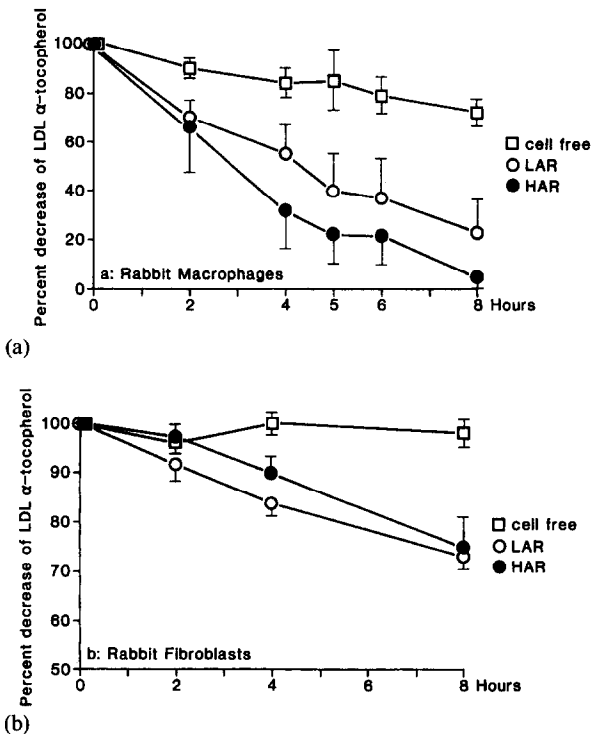 (a)
Percent decrease of LDL α-tocopherol
100
80
60
40
20
0
a: Rabbit Macrophages
0 2 4 5 6 8 Hours
cell free
LAR
HAR
(b)
Percent decrease of LDL α-tocopherol
100
90
80
70
60
50
b: Rabbit Fibroblasts
0 2 4 6 8 Hours
cell free
LAR
HAR